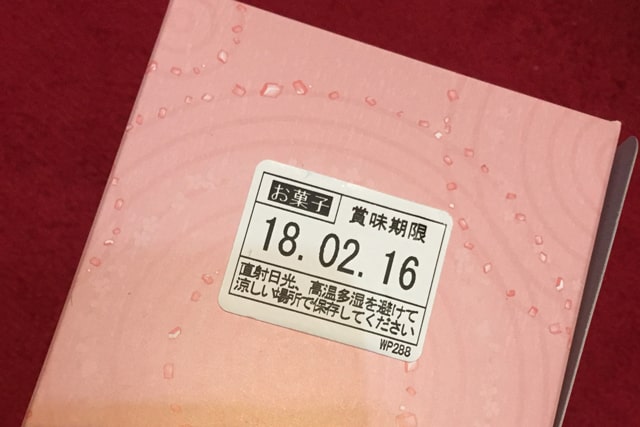 お菓子 賞味期限
18.02.16
直射日光、高温多湿を避けて
涼しい場所で保存してください
WP288